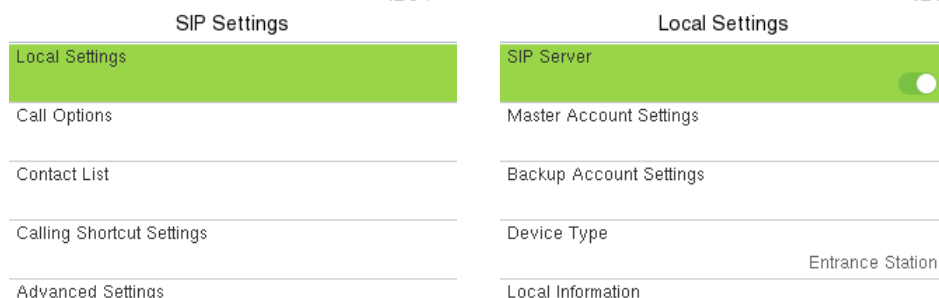 SIP Settings
Local Settings
Call Options
Contact List
Calling Shortcut Settings
Advanced Settings
Local Settings
SIP Server
Master Account Settings
Backup Account Settings
Device Type
Entrance Station
Local Information